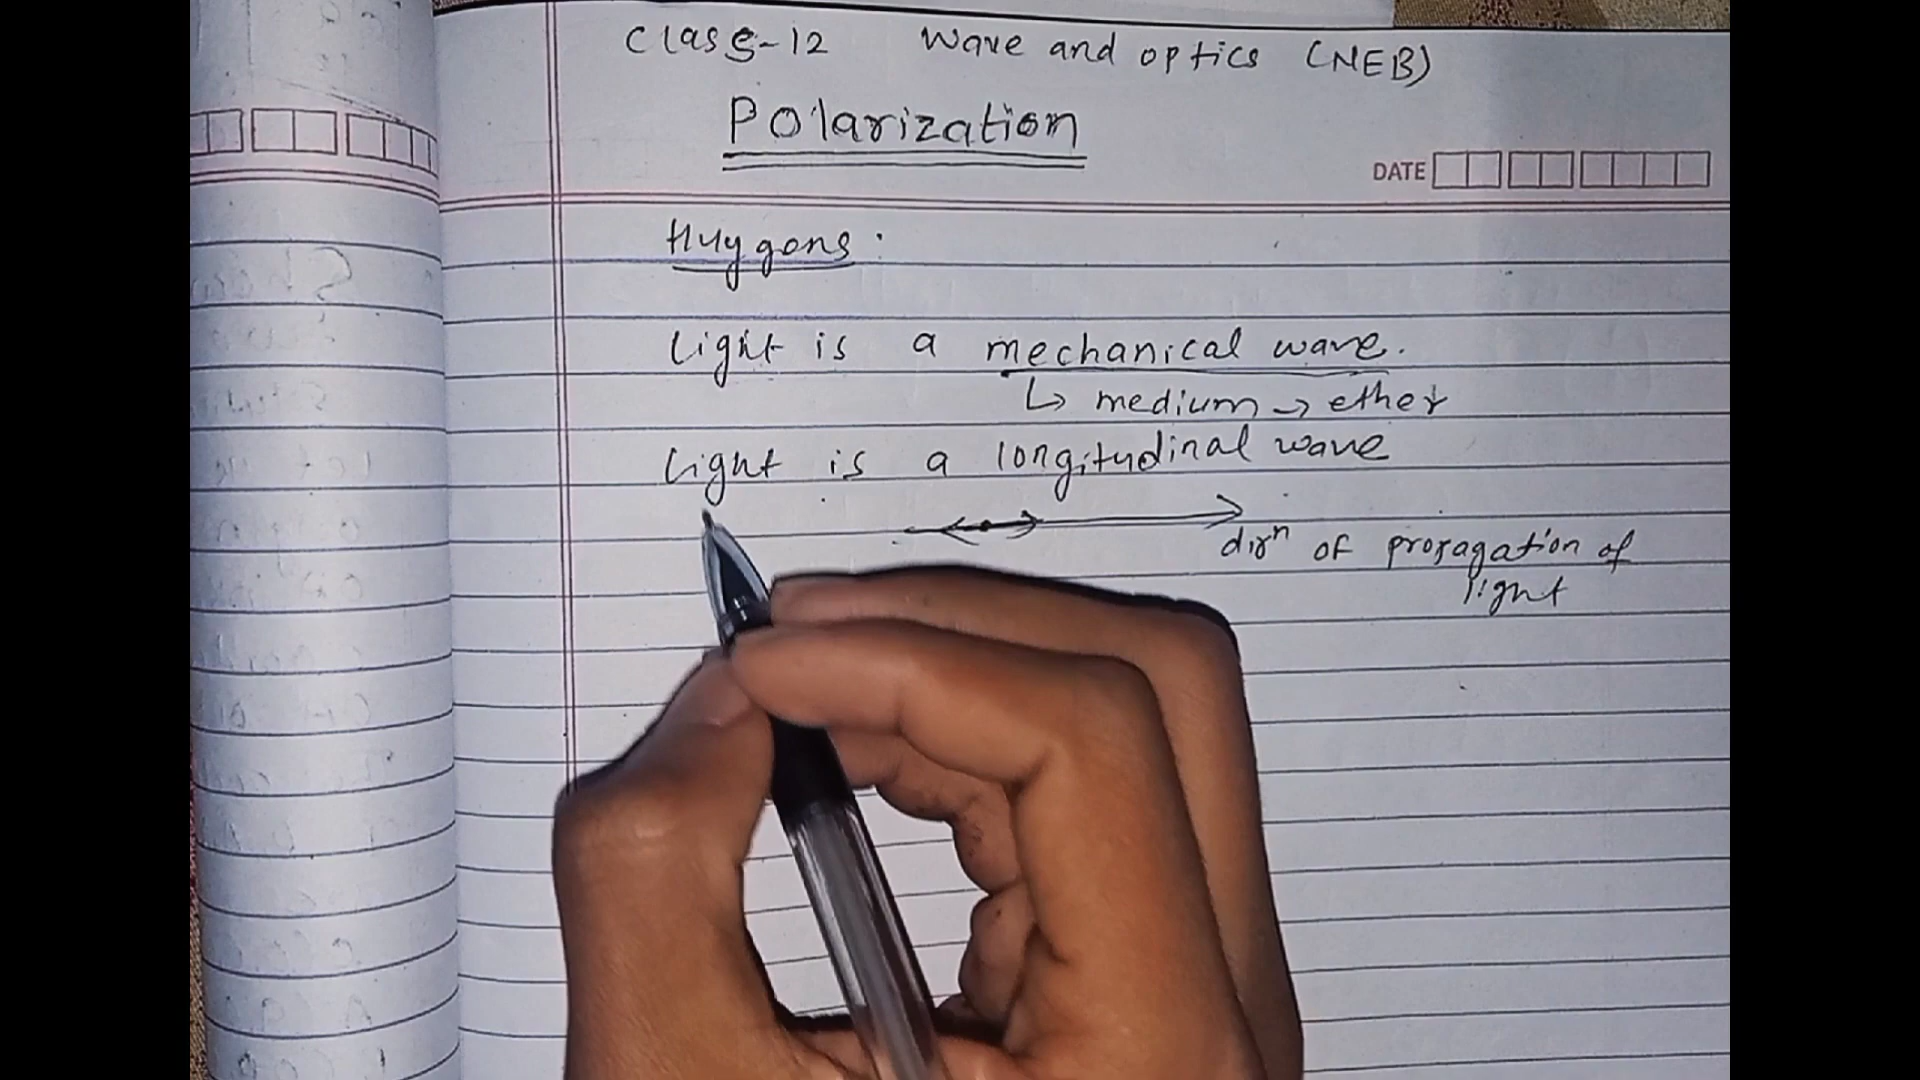 Class-12 Wave and optics (NEB)
Polarization
DATE
Huygons:
Light is a mechanical wave.
↳ medium → ether
Light is a longitudinal wave
dirⁿ of propagation of
light